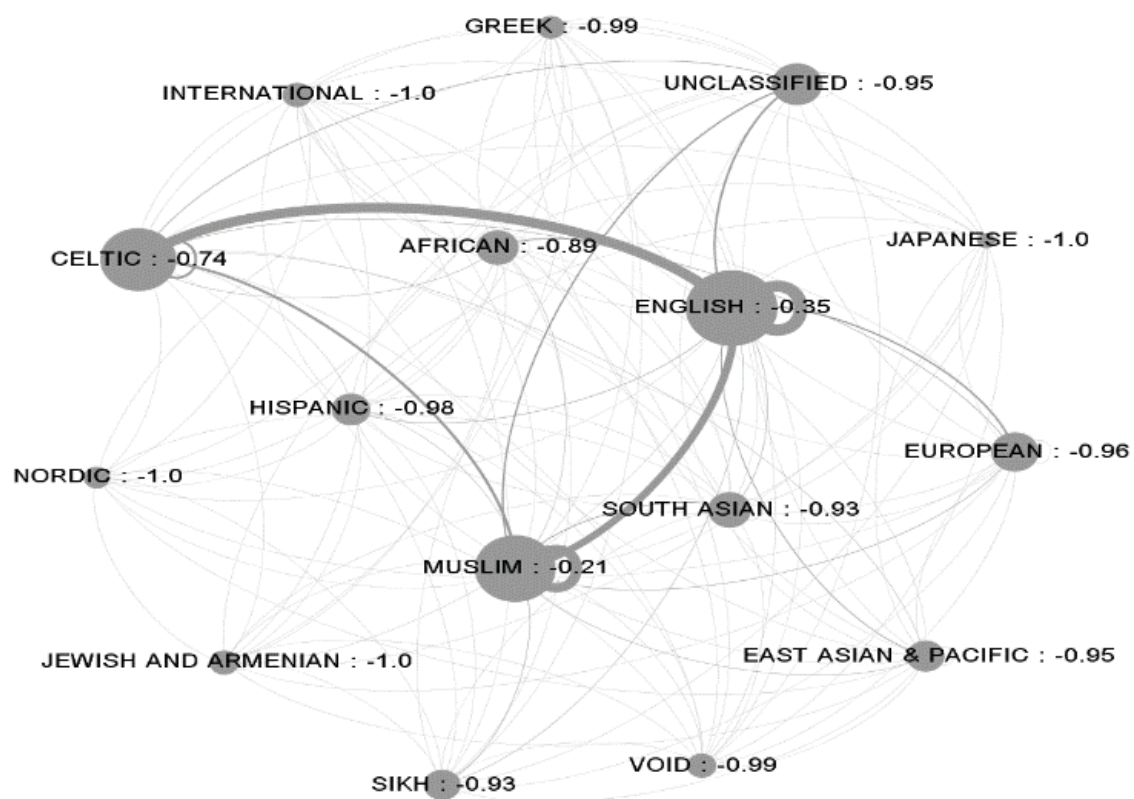 GREEK : -0.99
UNCLASSIFIED : -0.95
INTERNATIONAL : -1.0
JAPANESE : -1.0
AFRICAN : -0.89
CELTIC : -0.74
ENGLISH : -0.35
HISPANIC : -0.98
EUROPEAN : -0.96
NORDIC : -1.0
SOUTH ASIAN : -0.93
MUSLIM : -0.21
JEWISH AND ARMENIAN : -1.0
EAST ASIAN & PACIFIC : -0.95
VOID : -0.99
SIKH : -0.93